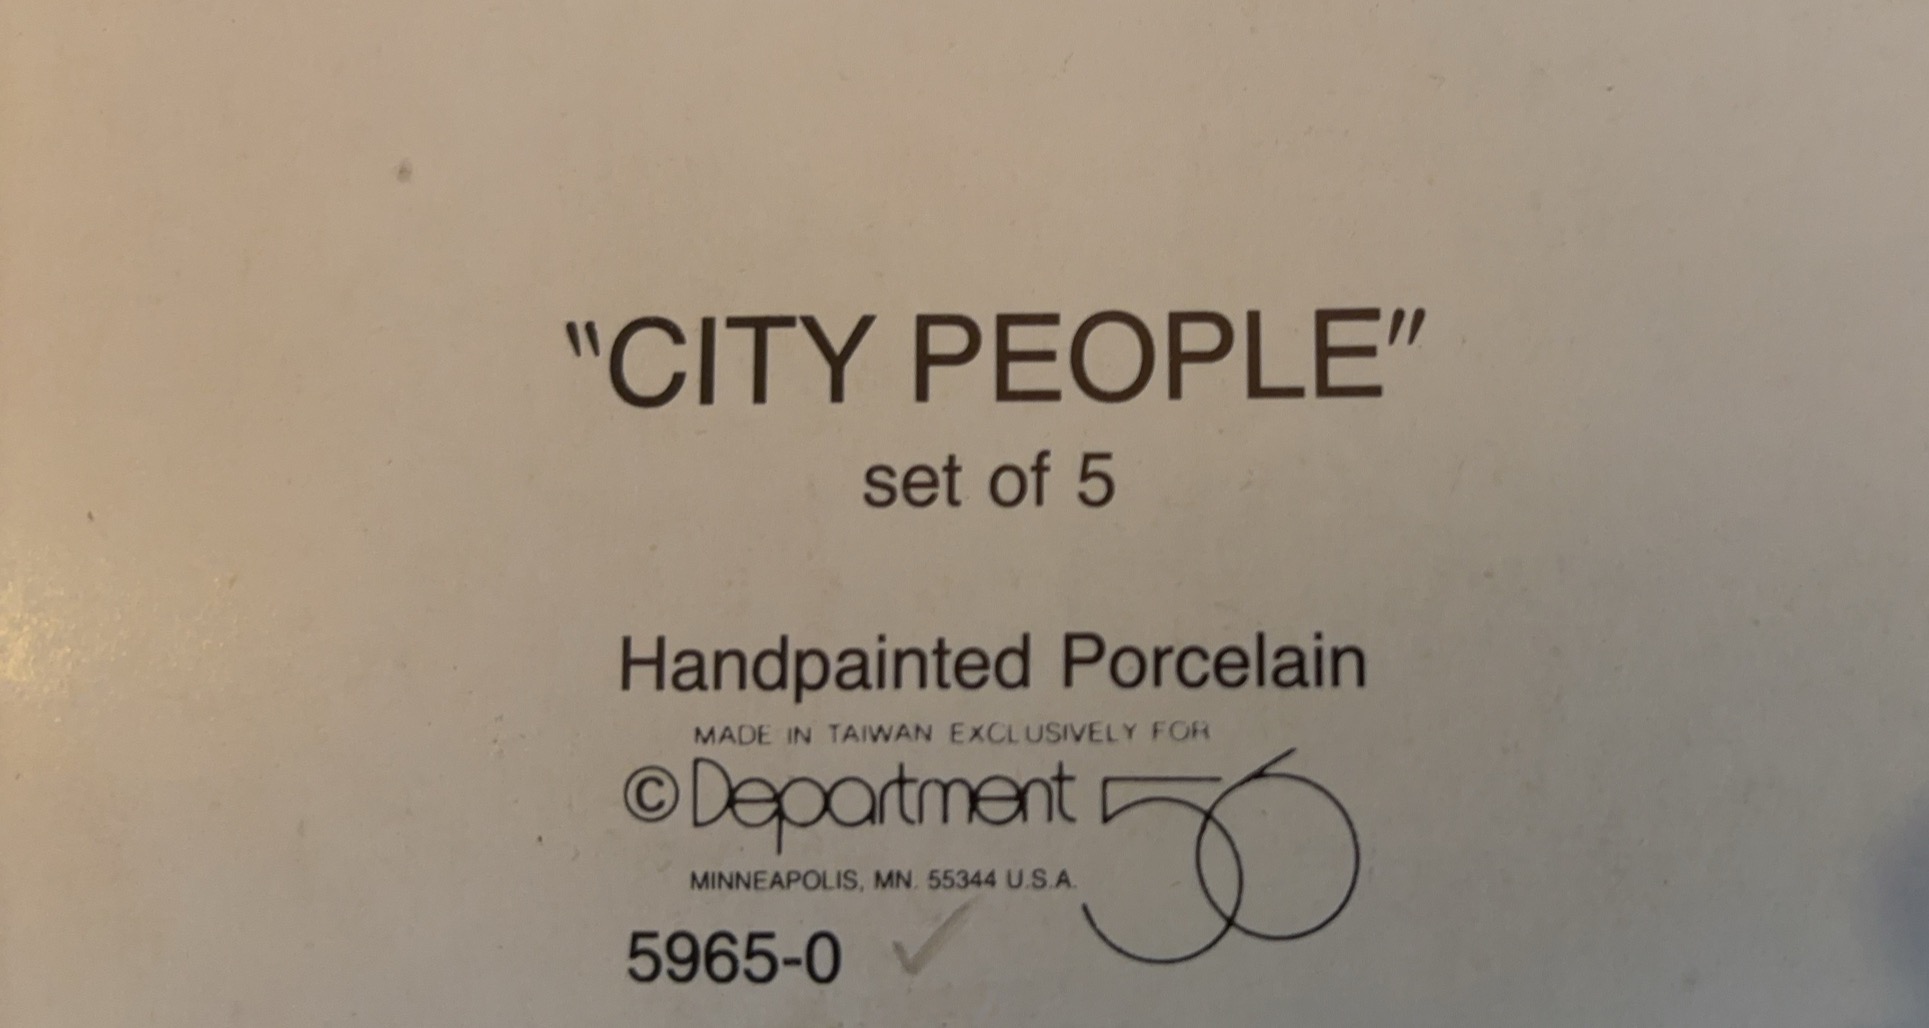 "CITY PEOPLE"
set of 5
Handpainted Porcelain
MADE IN TAIWAN EXCLUSIVELY FOR
© Department 56
MINNEAPOLIS, MN. 55344 U.S.A.
5965-0 ✓